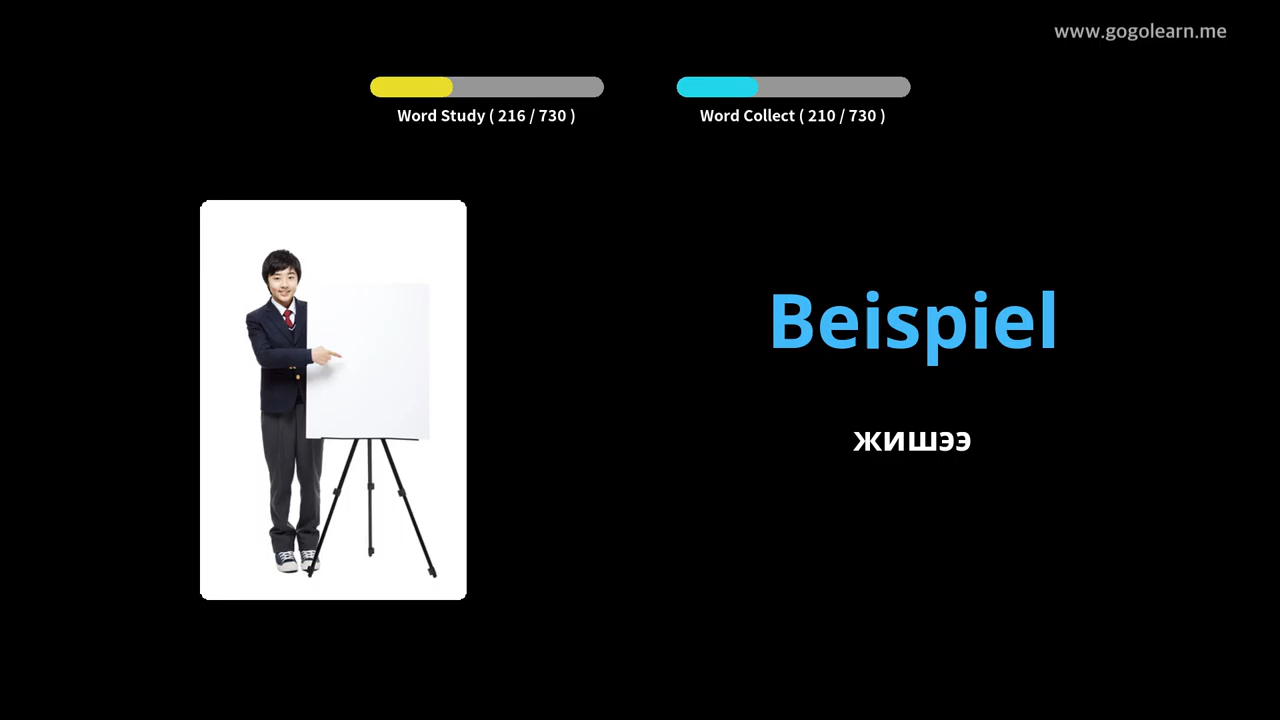 www.gogolearn.me
Word Study ( 216 / 730 )
Word Collect ( 210 / 730 )
Beispiel
жишээ